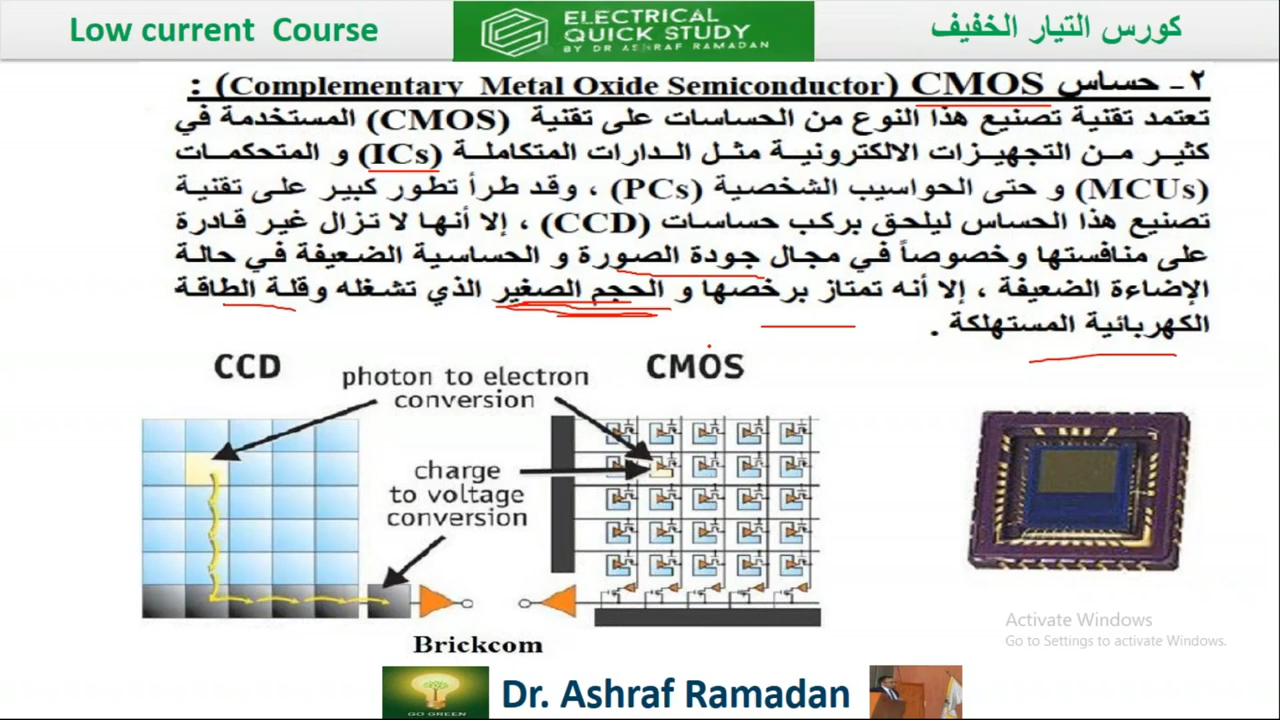 Low current Course
ELECTRICAL
QUICK STUDY
BY DR ASHRAF RAMADAN
كورس التيار الخفيف
٢- حساس CMOS (Complementary Metal Oxide Semiconductor) :
تعتمد تقنية تصنيع هذا النوع من الحساسات على تقنية (CMOS) المستخدمة في
كثير من التجهيزات الالكترونية مثل الدارات المتكاملة (ICs) و المتحكمات
(MCUs) و حتى الحواسيب الشخصية (PCs) ، وقد طرأ تطور كبير على تقنية
تصنيع هذا الحساس ليلحق بركب حساسات (CCD) ، إلا أنها لا تزال غير قادرة
على منافستها وخصوصاً في مجال جودة الصورة و الحساسية الضعيفة في حالة
الإضاءة الضعيفة ، إلا أنه تمتاز برخصها و الحجم الصغير الذي تشغله وقلة الطاقة
الكهربائية المستهلكة .
CCD
photon to electron
conversion
CMOS
charge
to voltage
conversion
Brickcom
Activate Windows
Go to Settings to activate Windows.
GO GREEN
Dr. Ashraf Ramadan